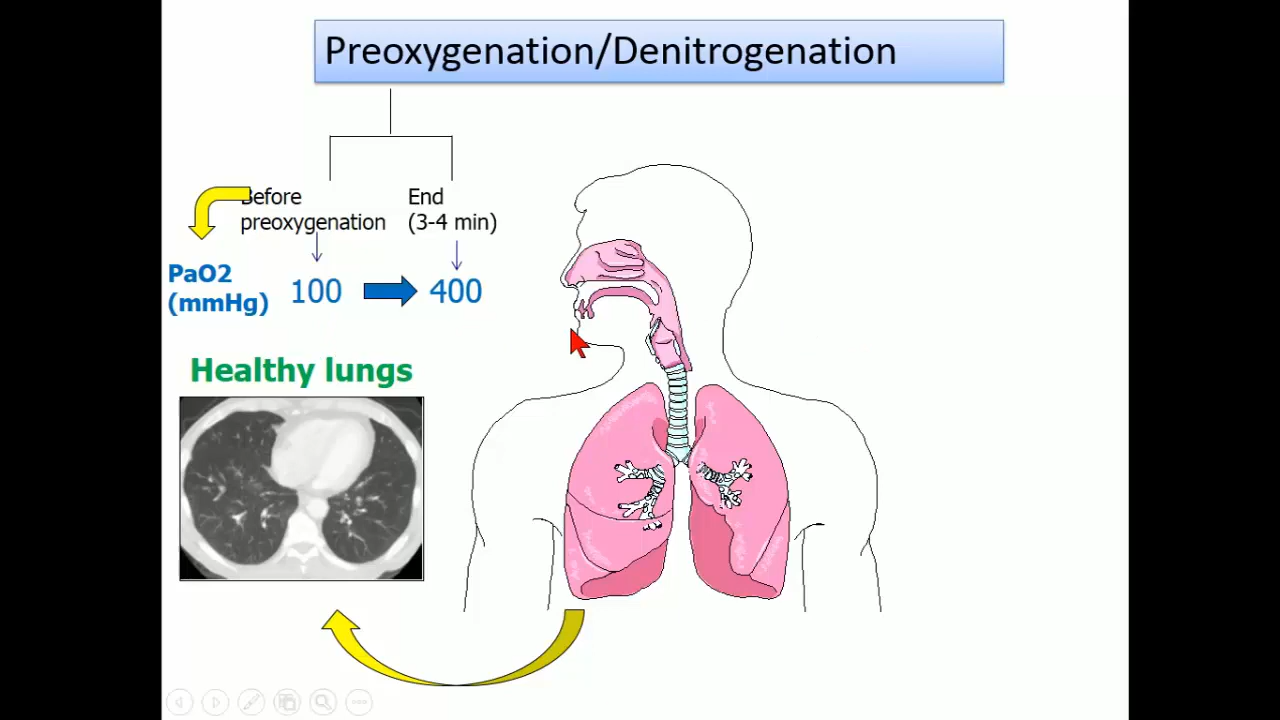 Preoxygenation/Denitrogenation
Before
preoxygenation
End
(3-4 min)
PaO2
(mmHg)
100
400
Healthy lungs